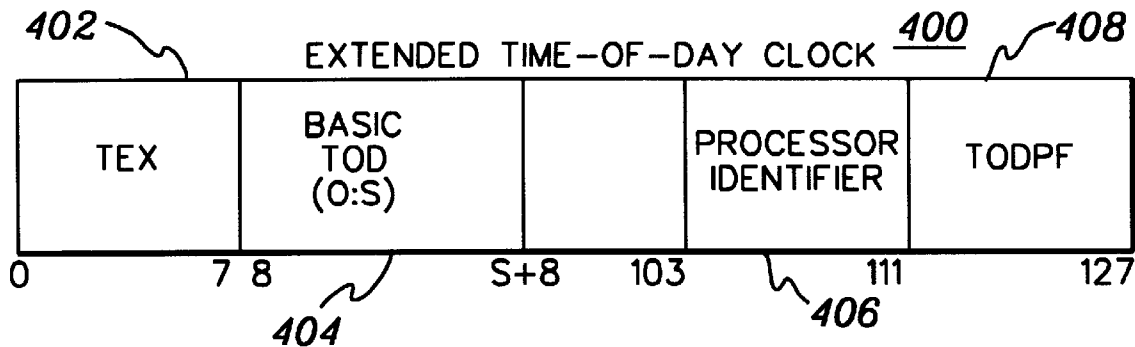 402
EXTENDED TIME-OF-DAY CLOCK
400
408
TEX
BASIC
TOD
(0:S)
PROCESSOR
IDENTIFIER
TODPF
0
7
8
S+8
103
111
127
404
406